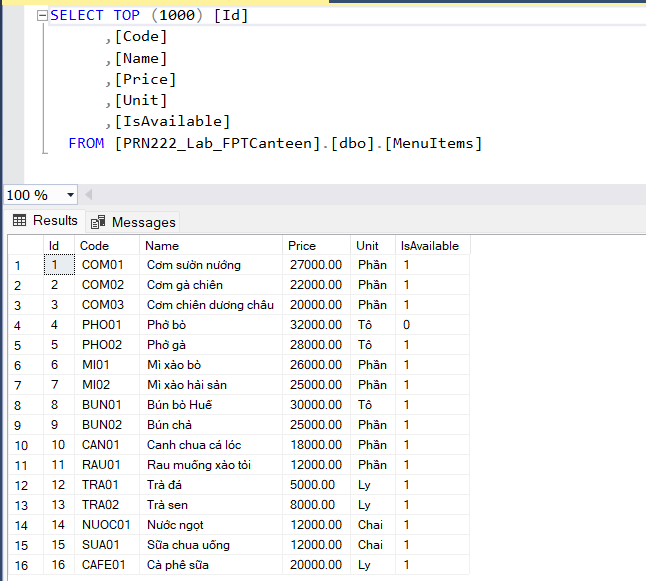 SELECT TOP (1000) [Id]
,[Code]
,[Name]
,[Price]
,[Unit]
,[IsAvailable]
FROM [PRN222_Lab_FPTCanteen].[dbo].[MenuItems]
100 %
Results Messages
Id Code Name Price Unit IsAvailable
1 1 COM01 Cơm sườn nướng 27000.00 Phần 1
2 2 COM02 Cơm gà chiên 22000.00 Phần 1
3 3 COM03 Cơm chiên dương châu 20000.00 Phần 1
4 4 PHO01 Phở bò 32000.00 Tô 0
5 5 PHO02 Phở gà 28000.00 Tô 1
6 6 MI01 Mì xào bò 26000.00 Phần 1
7 7 MI02 Mì xào hải sản 25000.00 Phần 1
8 8 BUN01 Bún bò Huế 30000.00 Tô 1
9 9 BUN02 Bún chả 25000.00 Phần 1
10 10 CAN01 Canh chua cá lóc 18000.00 Phần 1
11 11 RAU01 Rau muống xào tỏi 12000.00 Phần 1
12 12 TRA01 Trà đá 5000.00 Ly 1
13 13 TRA02 Trà sen 8000.00 Ly 1
14 14 NUOC01 Nước ngọt 12000.00 Chai 1
15 15 SUA01 Sữa chua uống 12000.00 Chai 1
16 16 CAFE01 Cà phê sữa 20000.00 Ly 1